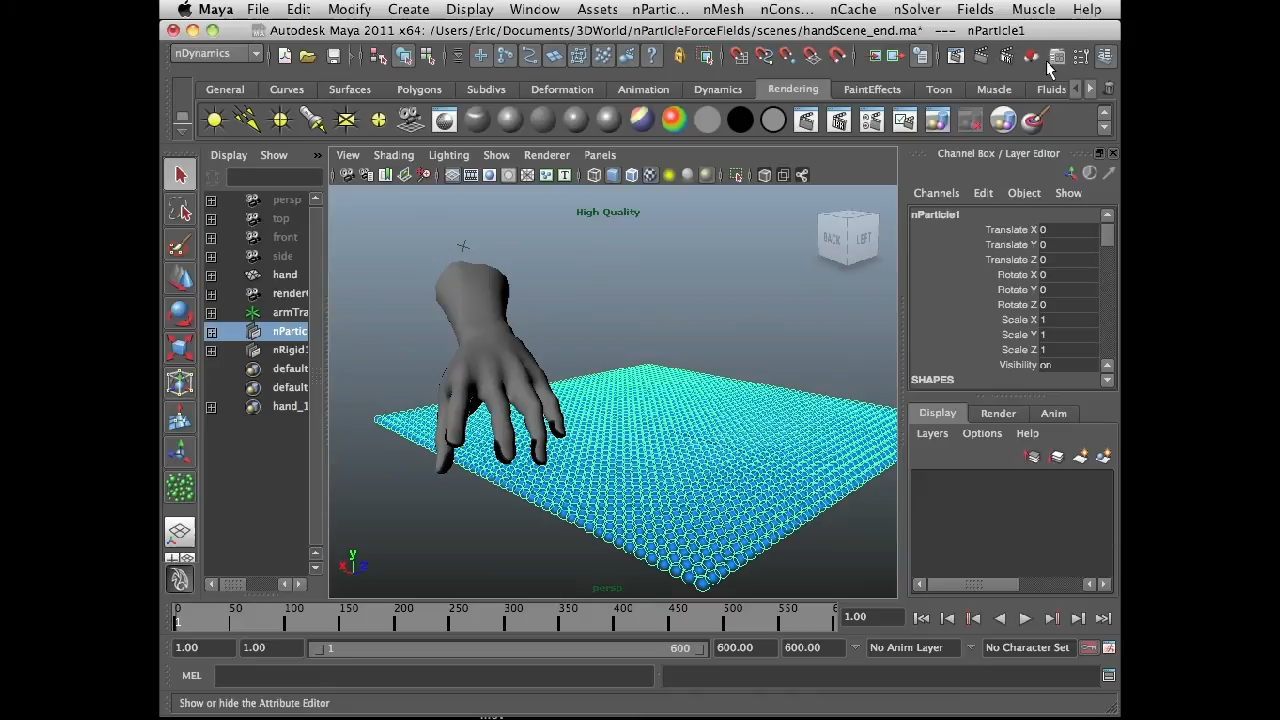 Maya File Edit Modify Create Display Window Assets nPartic... nMesh nCons... nCache nSolver Fields Muscle Help
Autodesk Maya 2011 x64: /Users/Eric/Documents/3DWorld/nParticleForceFields/scenes/handScene_end.ma* --- nParticle1
nDynamics
General Curves Surfaces Polygons Subdivs Deformation Animation Dynamics Rendering PaintEffects Toon Muscle Fluids
Display Show »
View Shading Lighting Show Renderer Panels
Channel Box / Layer Editor
Channels Edit Object Show
persp
top
front
side
hand
render
armTra
nPartic
nRigid
default
default
hand_1
High Quality
BACK LEFT
persp
y
x z
nParticle1
Translate X 0
Translate Y 0
Translate Z 0
Rotate X 0
Rotate Y 0
Rotate Z 0
Scale X 1
Scale Y 1
Scale Z 1
Visibility on
SHAPES
Display Render Anim
Layers Options Help
0 50 100 150 200 250 300 350 400 450 500 550 6
1
1.00
1.00 1.00 1 600 600.00 600.00 No Anim Layer No Character Set
MEL
Show or hide the Attribute Editor